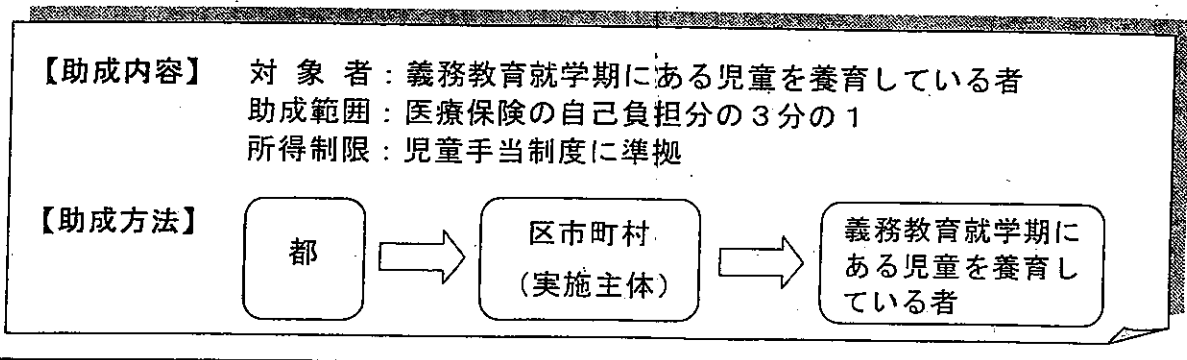 【助成内容】 対 象 者：義務教育就学期にある児童を養育している者
助成範囲：医療保険の自己負担分の３分の１
所得制限：児童手当制度に準拠
【助成方法】
都
区市町村
（実施主体）
義務教育就学期に
ある児童を養育し
ている者